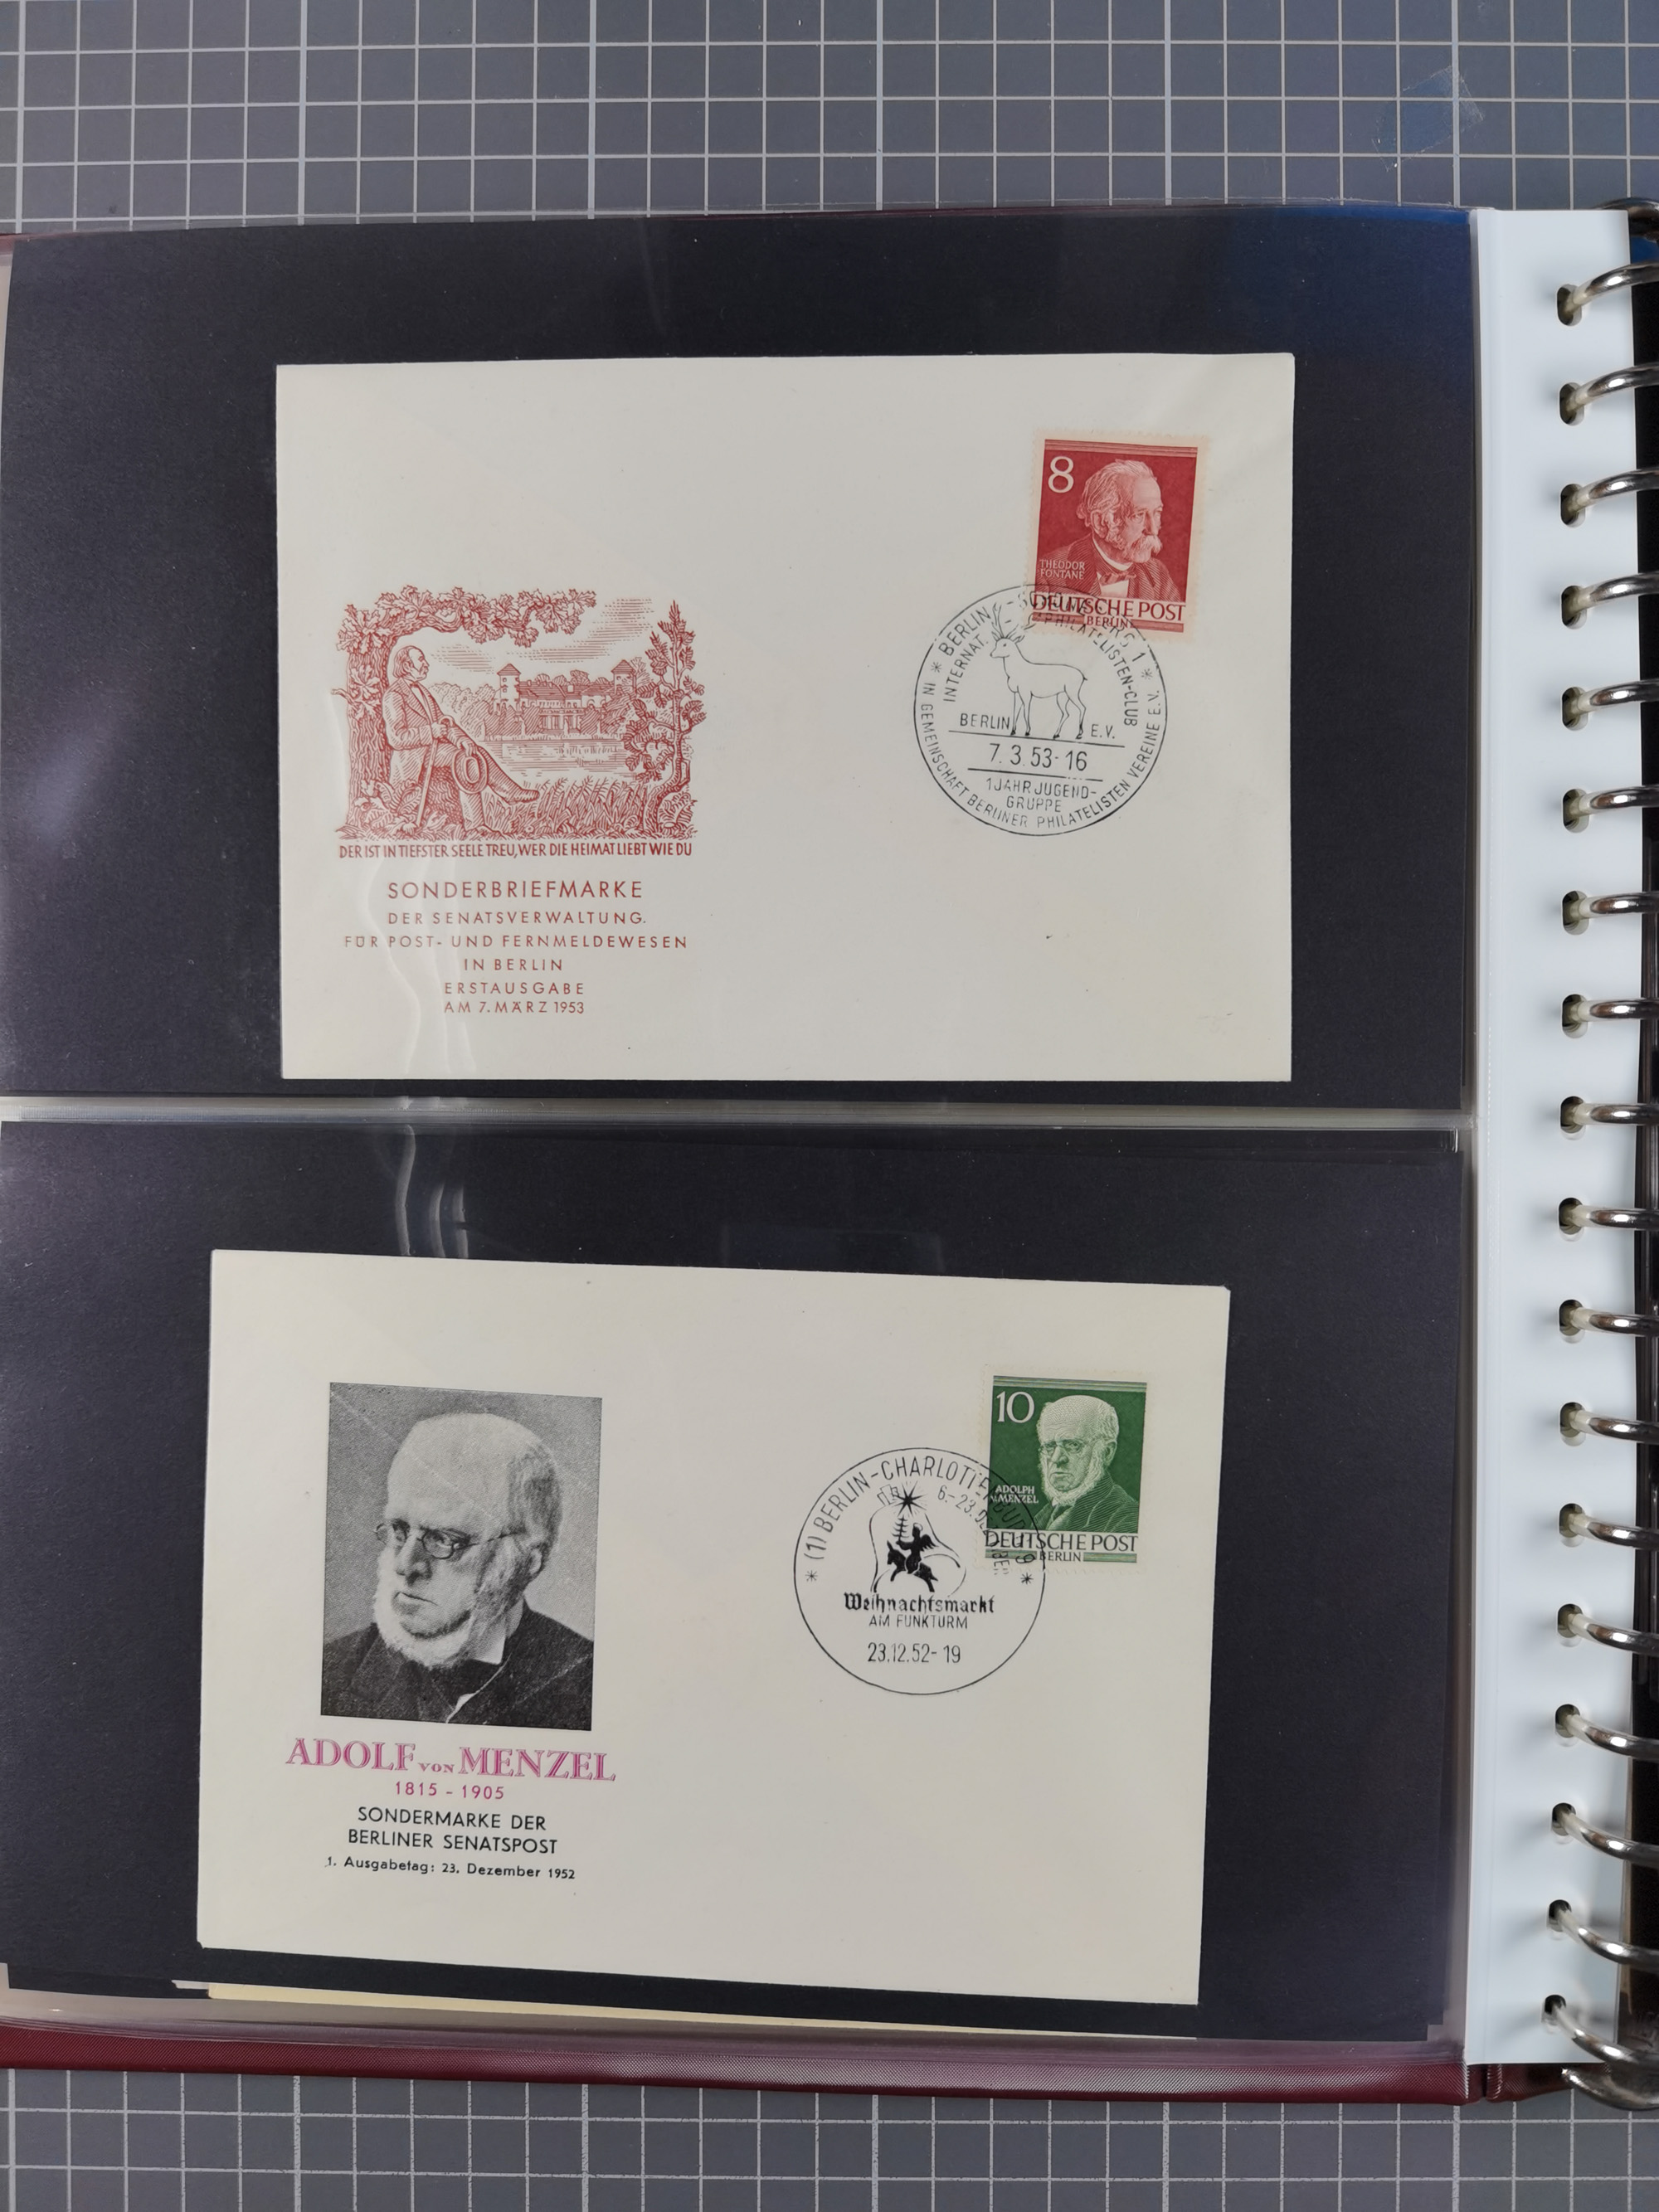 8
THEODOR
FONTANE
DEUTSCHE POST
BERLIN
* BERLIN - SCHÖNEBERG 1 *
INTERNAT. PHILATELISTEN-CLUB
BERLIN E.V.
7.3.53-16
1 JAHR JUGEND-
GRUPPE
IN GEMEINSCHAFT BERLINER PHILATELISTEN VEREINE E.V.
DER IST IN TIEFSTER SEELE TREU, WER DIE HEIMAT LIEBT WIE DU
SONDERBRIEFMARKE
DER SENATSVERWALTUNG.
FÜR POST- UND FERNMELDEWESEN
IN BERLIN
ERSTAUSGABE
AM 7. MÄRZ 1953
10
ADOLPH
v. MENZEL
DEUTSCHE POST
BERLIN
* (1) BERLIN-CHARLOTTENBURG 9 *
Weihnachtsmarkt
AM FUNKTURM
23.12.52-19
ADOLF VON MENZEL
1815 - 1905
SONDERMARKE DER
BERLINER SENATSPOST
1. Ausgabetag: 23. Dezember 1952